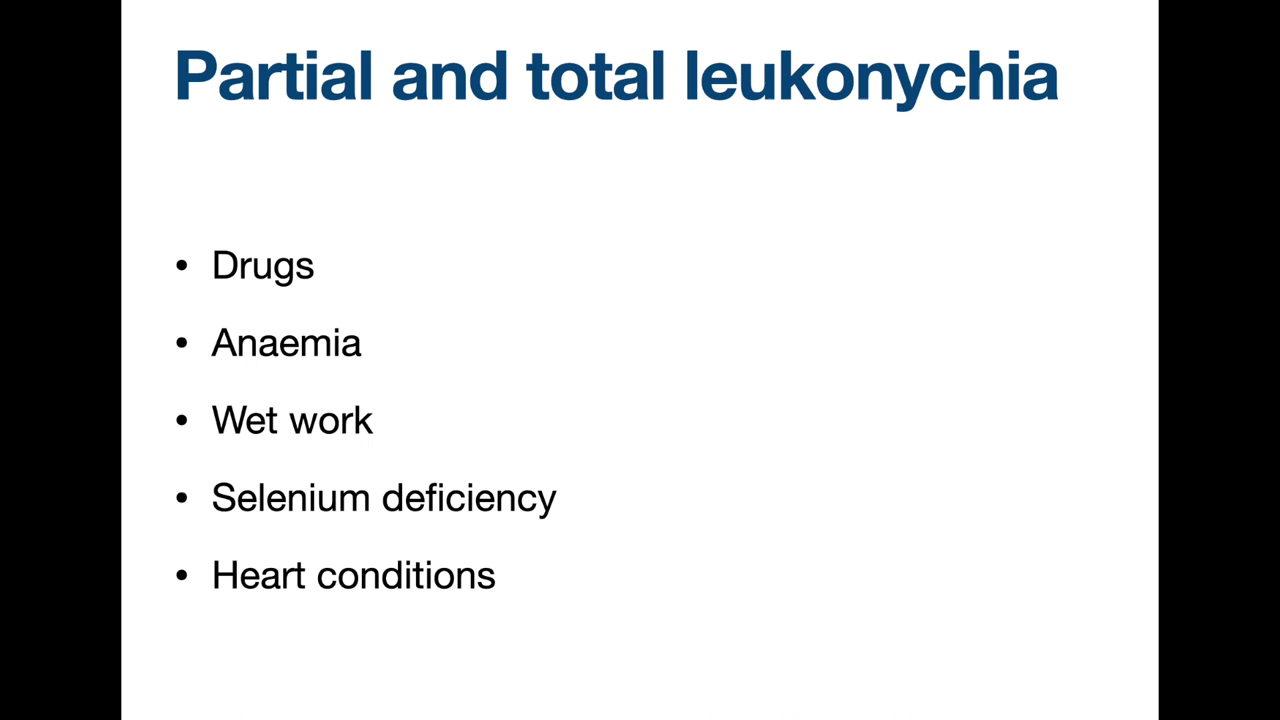 Partial and total leukonychia
• Drugs
• Anaemia
• Wet work
• Selenium deficiency
• Heart conditions